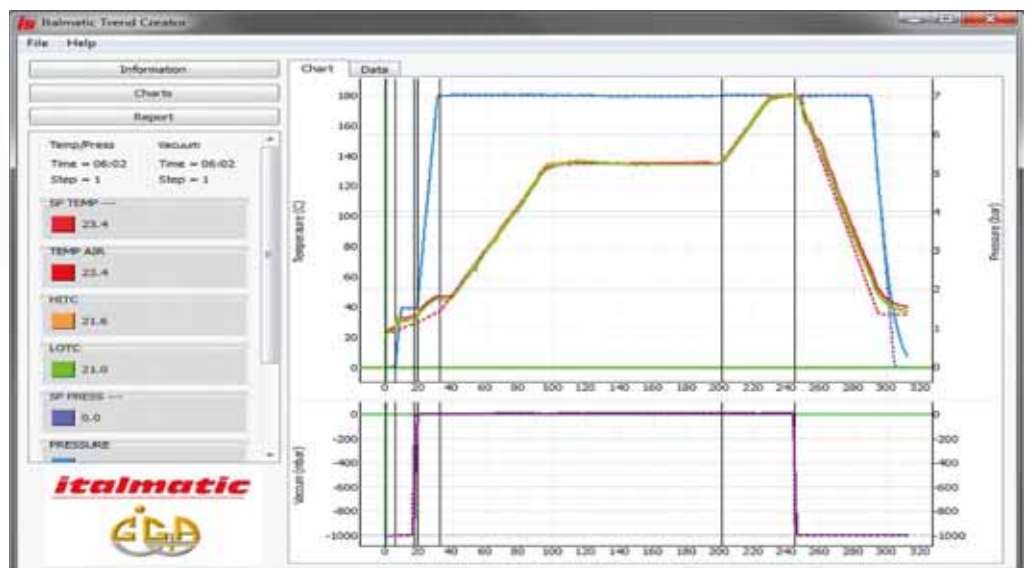 Italmatic Trend Creator
File Help
Information
Charts
Report
Temp/Press Vacuum
Time = 06:02 Time = 06:02
Step = 1 Step = 1
SP TEMP ---
23.4
TEMP AIR
23.4
HITC
21.6
LOTC
21.0
SP PRESS ---
0.0
PRESSURE
italmatic
GIGA
Chart Data
Temperature (C)
180
160
140
120
100
80
60
40
20
0
Pressure (bar)
7
6
5
4
3
2
1
0
0 20 40 60 80 100 120 140 160 180 200 220 240 260 280 300 320
Vacuum (mbar)
0
-200
-400
-600
-800
-1000
0
-200
-400
-600
-800
-1000
0 20 40 60 80 100 120 140 160 180 200 220 240 260 280 300 320